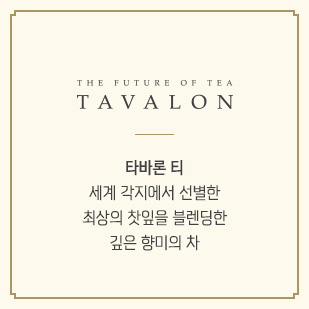 THE FUTURE OF TEA
TAVALON
타바론 티
세계 각지에서 선별한
최상의 찻잎을 블렌딩한
깊은 향미의 차